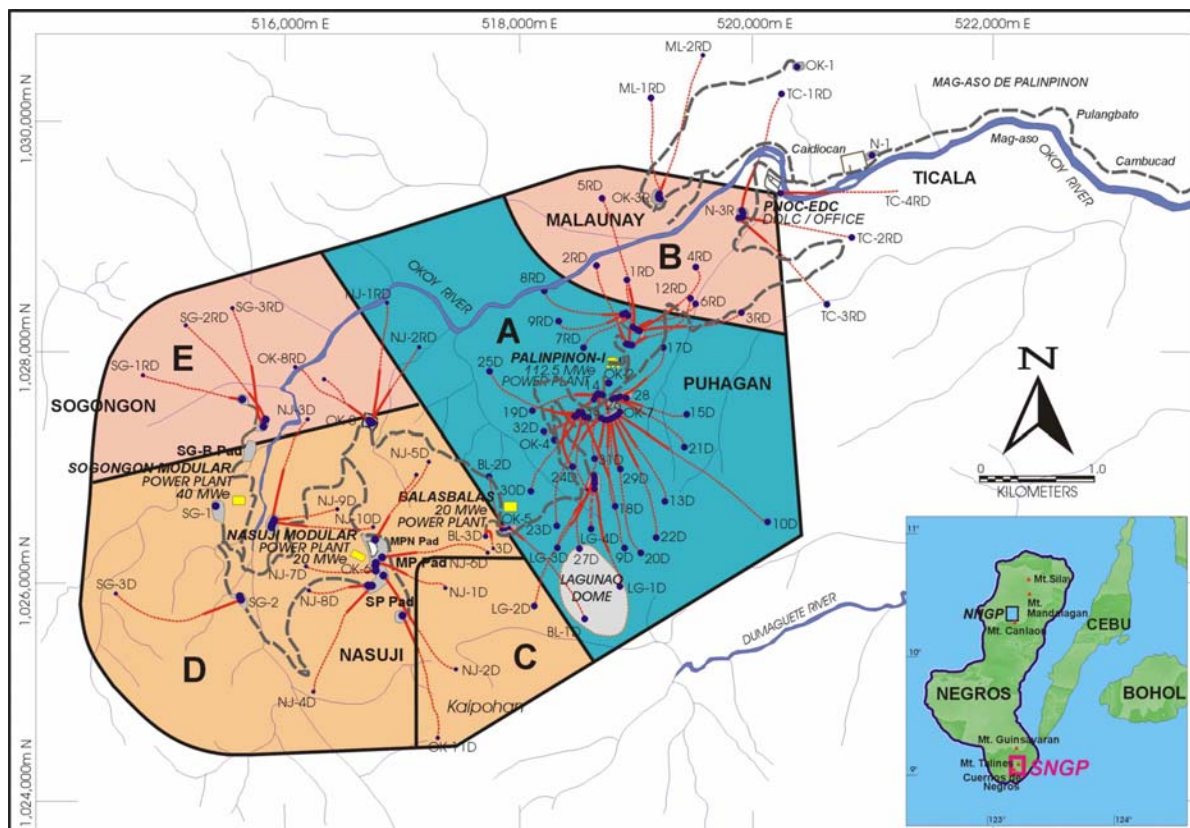 516,000m E
518,000m E
520,000m E
522,000m E
1,030,000m N
1,028,000m N
1,026,000m N
1,024,000m N
ML-2RD
OK-1
ML-1RD
TC-1RD
MAG-ASO DE PALINPINON
Pulangbato
N-1
Mag-aso
Caidiocan
Cambucad
OKOY RIVER
TICALA
5RD
OK-3R
MALAUNAY
PNOC-EDC
/ OFFICE
N-3R
TC-4RD
TC-2RD
B
2RD
4RD
1RD
8RD
12RD
6RD
3RD
TC-3RD
OKOY RIVER
NJ-1RD
A
9RD
7RD
17D
SG-3RD
SG-2RD
NJ-2RD
E
SG-1RD
OK-8RD
25D
PALINPINON-I
112.5 MWe
POWER PLANT
PUHAGAN
28
SOGONGON
NJ-3D
19D
OK-7
15D
32D
OK-4
21D
SG-B Pad
SOGONGON MODULAR
POWER PLANT
40 MWe
NJ-5D
BL-2D
31D
24D
29D
BALASBALAS
20 MWe
POWER PLANT
30D
13D
SG-1
NJ-9D
OK-5
18D
10D
NJ-10D
23D
NASUJI MODULAR
POWER PLANT
20 MWe
MPN Pad
BL-3D
LG-4D
22D
OK-6
MP Pad
NJ-6D
LG-3D
27D
9D
20D
NJ-7D
SG-3D
SG-2
NJ-8D
SP Pad
NJ-1D
LAGUNAO
DOME
LG-1D
LG-2D
BL-1D
DUMAGUETE RIVER
D
NASUJI
C
NJ-2D
NJ-4D
Kaipohan
OK-11D
N
0.0
1.0
KILOMETERS
11°
10°
9°
123°
124°
Mt. Silay
Mt.
Mandalagan
NNGP
Mt. Canlaon
CEBU
NEGROS
BOHOL
Mt. Guinsayaran
Mt. Talines
Cuernos de
Negros
SNGP